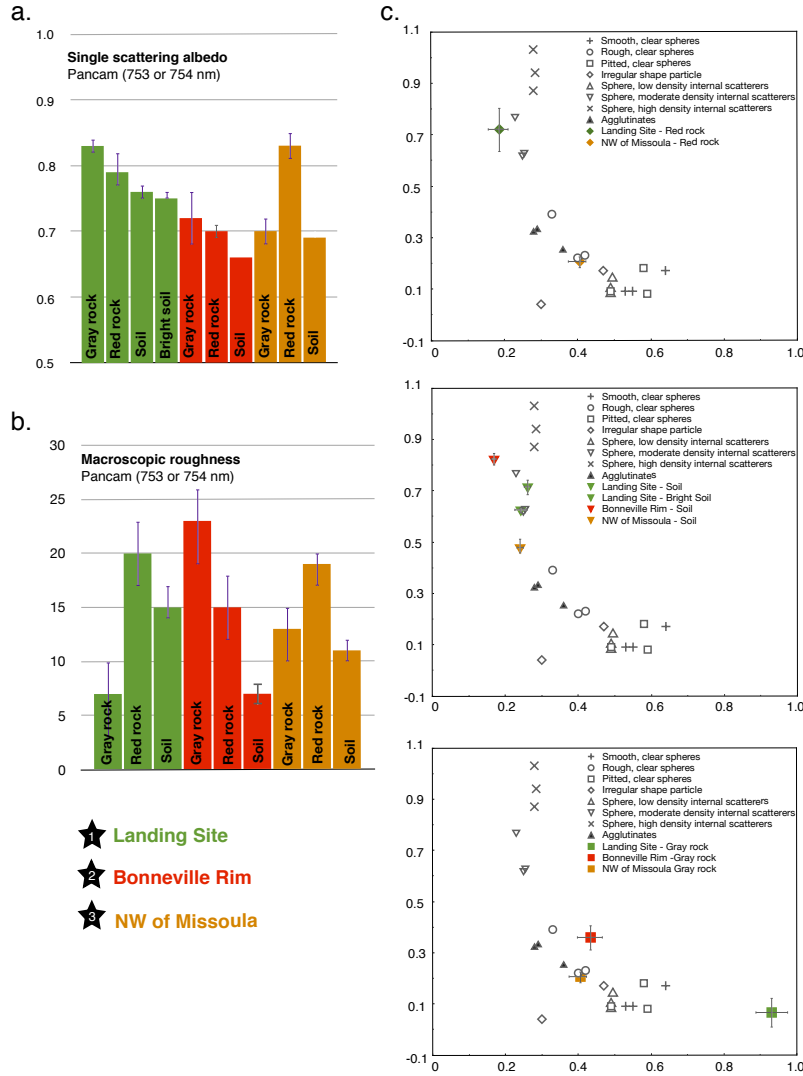 a.
1.0
Single scattering albedo
Pancam (753 or 754 nm)
0.9
0.8
0.7
0.6
0.5
Gray rock
Red rock
Soil
Bright soil
Gray rock
Red rock
Soil
Gray rock
Red rock
Soil
b.
30
Macroscopic roughness
Pancam (753 or 754 nm)
25
20
15
10
5
0
Gray rock
Red rock
Soil
Gray rock
Red rock
Soil
Gray rock
Red rock
Soil
1 Landing Site
2 Bonneville Rim
3 NW of Missoula
c.
1.1
0.9
0.7
0.5
0.3
0.1
-0.1
Smooth, clear spheres
Rough, clear spheres
Pitted, clear spheres
Irregular shape particle
Sphere, low density internal scatterers
Sphere, moderate density internal scatterers
Sphere, high density internal scatterers
Agglutinates
Landing Site - Red rock
NW of Missoula - Red rock
0 0.2 0.4 0.6 0.8 1.0
1.1
0.9
0.7
0.5
0.3
0.1
-0.1
Smooth, clear spheres
Rough, clear spheres
Pitted, clear spheres
Irregular shape particle
Sphere, low density internal scatterers
Sphere, moderate density internal scatterers
Sphere, high density internal scatterers
Agglutinates
Landing Site - Soil
Landing Site - Bright Soil
Bonneville Rim - Soil
NW of Missoula - Soil
0 0.2 0.4 0.6 0.8 1.0
1.1
0.9
0.7
0.5
0.3
0.1
-0.1
Smooth, clear spheres
Rough, clear spheres
Pitted, clear spheres
Irregular shape particle
Sphere, low density internal scatterers
Sphere, moderate density internal scatterers
Sphere, high density internal scatterers
Agglutinates
Landing Site - Gray rock
Bonneville Rim -Gray rock
NW of Missoula Gray rock
0 0.2 0.4 0.6 0.8 1.0